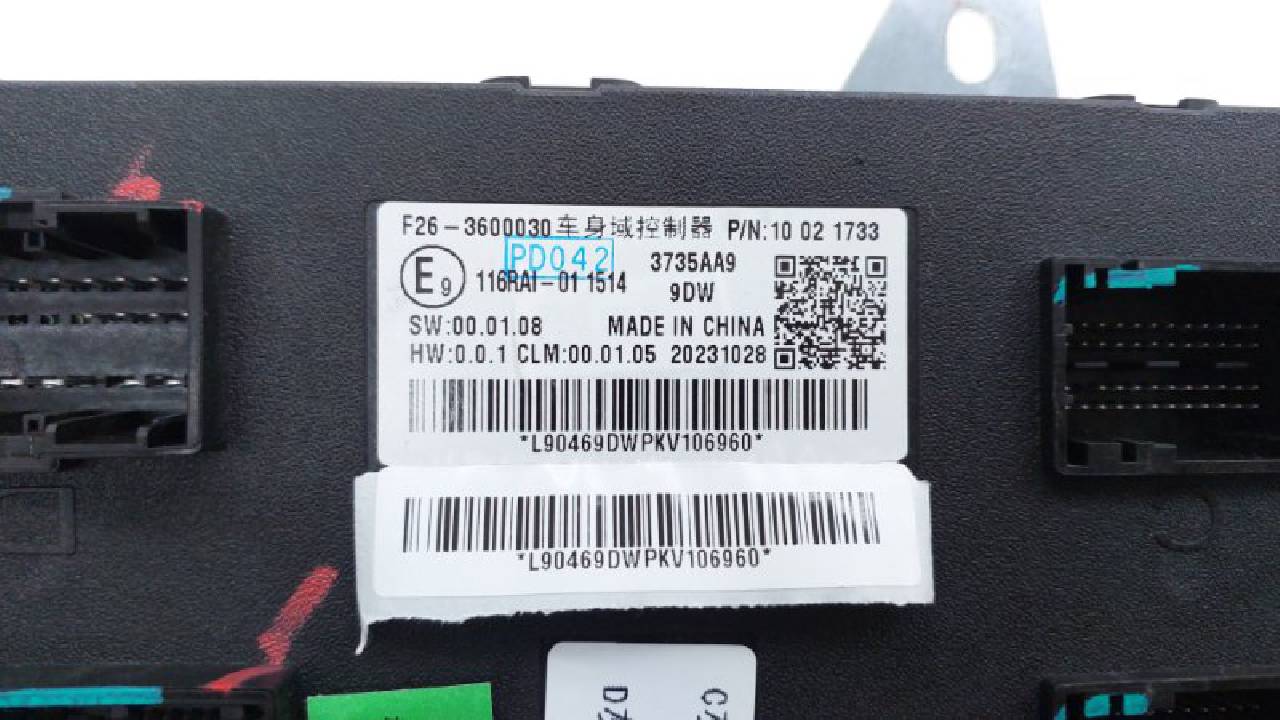 F26-3600030车身域控制器 P/N:10 02 1733
PD042
3735AA9
E9
116RAI-01 1514
9DW
SW:00.01.08 MADE IN CHINA
HW:0.0.1 CLM:00.01.05 20231028
*L90469DWPKV106960*
*L90469DWPKV106960*